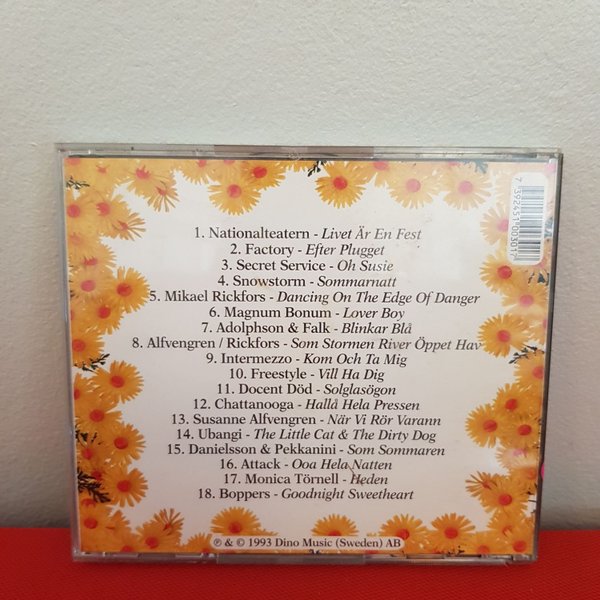 1. Nationalteatern - Livet Är En Fest
2. Factory - Efter Plugget
3. Secret Service - Oh Susie
4. Snowstorm - Sommarnatt
5. Mikael Rickfors - Dancing On The Edge Of Danger
6. Magnum Bonum - Lover Boy
7. Adolphson & Falk - Blinkar Blå
8. Alfvengren / Rickfors - Som Stormen River Öppet Hav
9. Intermezzo - Kom Och Ta Mig
10. Freestyle - Vill Ha Dig
11. Docent Död - Solglasögon
12. Chattanooga - Hallå Hela Pressen
13. Susanne Alfvengren - När Vi Rör Varann
14. Ubangi - The Little Cat & The Dirty Dog
15. Danielsson & Pekkanini - Som Sommaren
16. Attack - Ooa Hela Natten
17. Monica Törnell - Heden
18. Boppers - Goodnight Sweetheart
℗ & © 1993 Dino Music (Sweden) AB